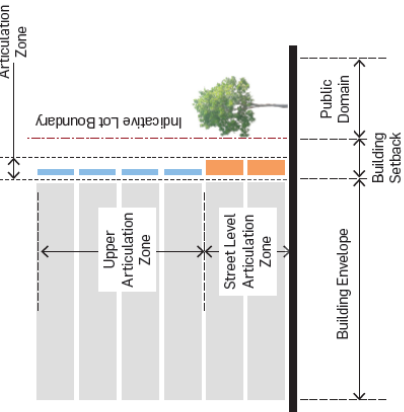 Articulation
Zone
Indicative Lot Boundary
Public
Domain
Building
Setback
Upper
Articulation
Zone
Street Level
Articulation
Zone
Building Envelope